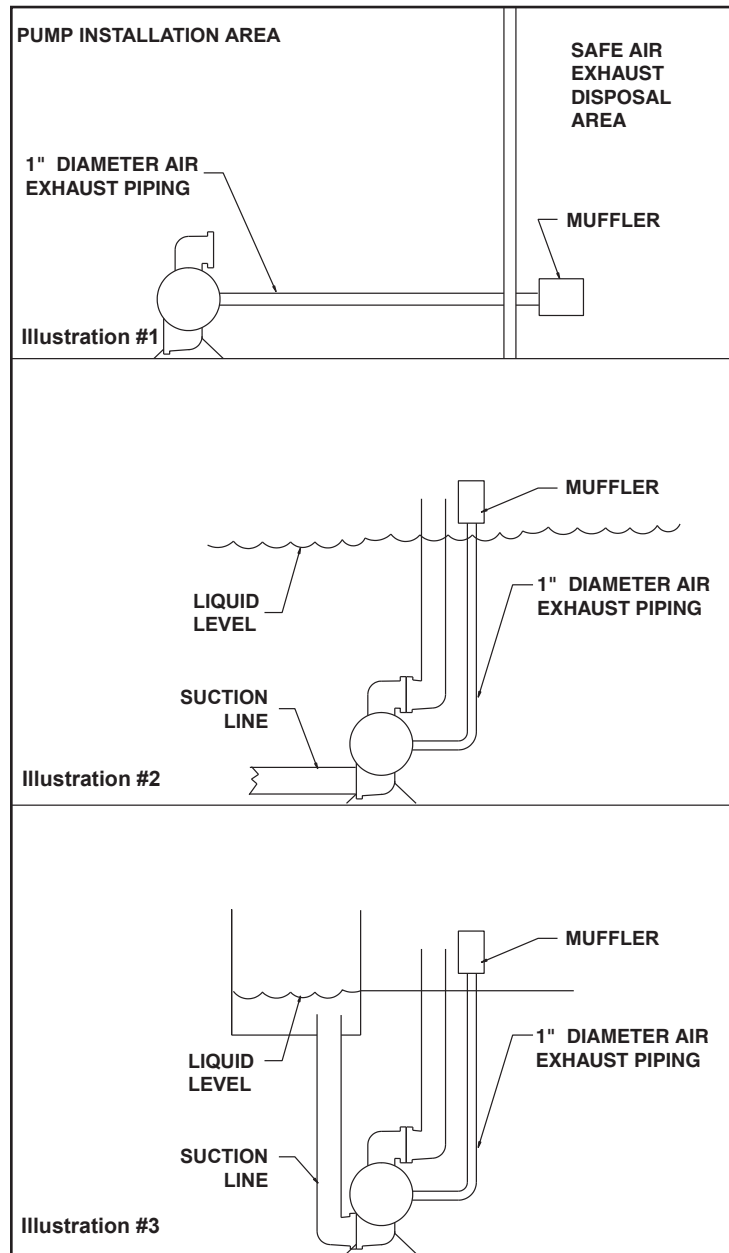 PUMP INSTALLATION AREA
SAFE AIR
EXHAUST
DISPOSAL
AREA
1" DIAMETER AIR
EXHAUST PIPING
MUFFLER
Illustration #1
MUFFLER
LIQUID
LEVEL
1" DIAMETER AIR
EXHAUST PIPING
SUCTION
LINE
Illustration #2
MUFFLER
LIQUID
LEVEL
1" DIAMETER AIR
EXHAUST PIPING
SUCTION
LINE
Illustration #3